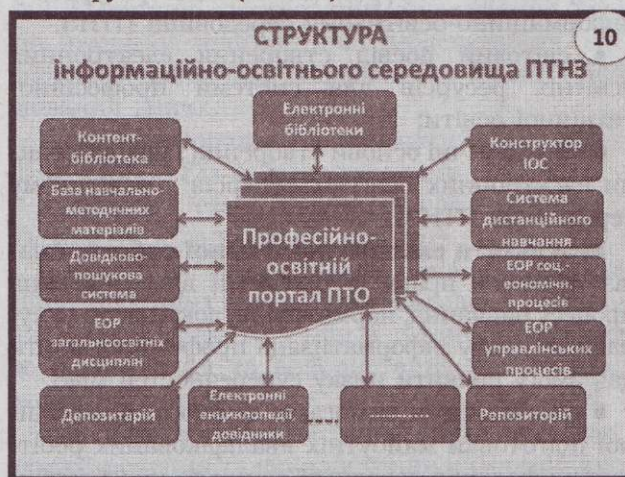 СТРУКТУРА
10
інформаційно-освітнього середовища ПТНЗ
Електронні
бібліотеки
Контент-
бібліотека
Конструктор
ІОС
База навчально-
методичних
матеріалів
Система
дистанційного
навчання
Професійно-
освітній
портал ПТО
Довідково-
пошукова
система
ЕОР соц.-
економічн.
процесів
ЕОР
загальноосвітніх
дисциплін
ЕОР
управлінських
процесів
Депозитарій
Електронні
енциклопедії
довідники
Репозиторій